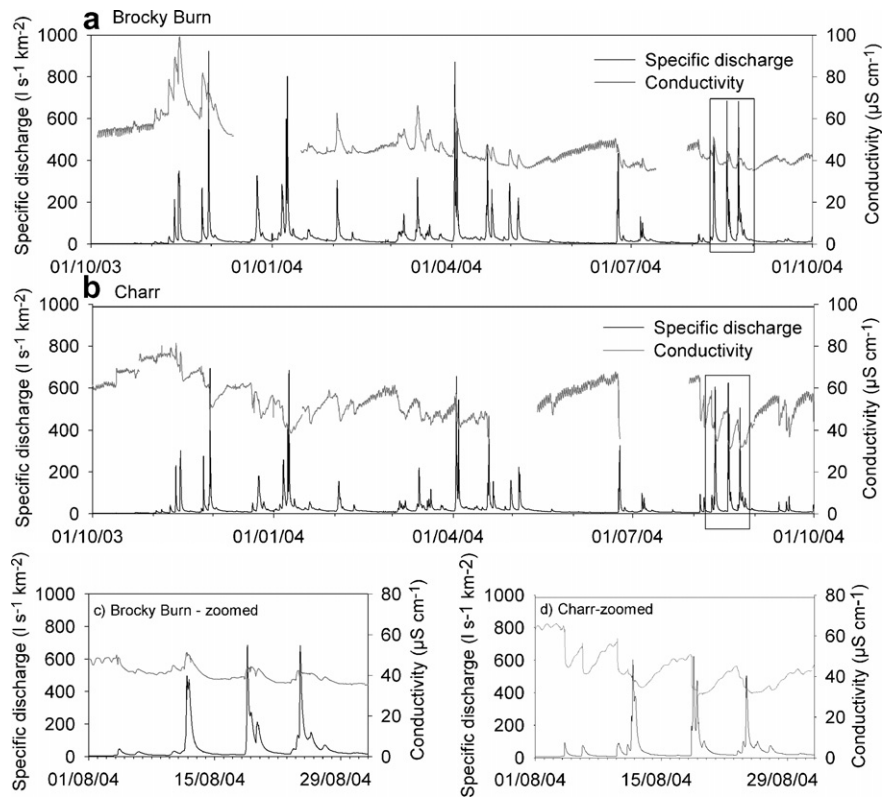 a Brocky Burn
1000 100
800 80
600 60
400 40
200 20
0 0
Specific discharge (l s-1 km-2)
Conductivity (µS cm-1)
Specific discharge
Conductivity
01/10/03 01/01/04 01/04/04 01/07/04 01/10/04
b Charr
1000 100
800 80
600 60
400 40
200 20
0 0
Specific discharge (l s-1 km-2)
Conductivity (µS cm-1)
Specific discharge
Conductivity
01/10/03 01/01/04 01/04/04 01/07/04 01/10/04
c) Brocky Burn - zoomed
1000 80
800 60
600
400 40
200 20
0 0
Specific discharge (l s-1 km-2)
Conductivity (µS cm-1)
01/08/04 15/08/04 29/08/04
d) Charr-zoomed
1000 80
800 60
600
400 40
200 20
0 0
Specific discharge (l s-1 km-2)
Conductivity (µS cm-1)
01/08/04 15/08/04 29/08/04